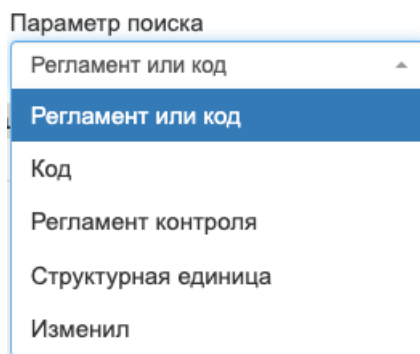 Параметр поиска
Регламент или код
Регламент или код
Код
Регламент контроля
Структурная единица
Изменил